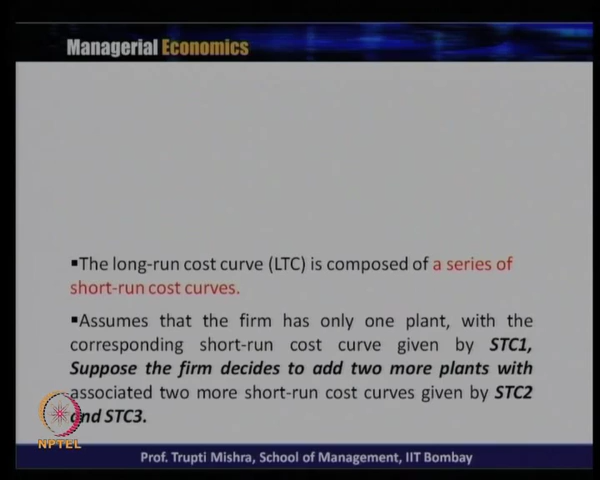 Managerial Economics
▪The long-run cost curve (LTC) is composed of a series of
short-run cost curves.
▪Assumes that the firm has only one plant, with the
corresponding short-run cost curve given by STC1,
Suppose the firm decides to add two more plants with
associated two more short-run cost curves given by STC2
and STC3.
NPTEL
Prof. Trupti Mishra, School of Management, IIT Bombay